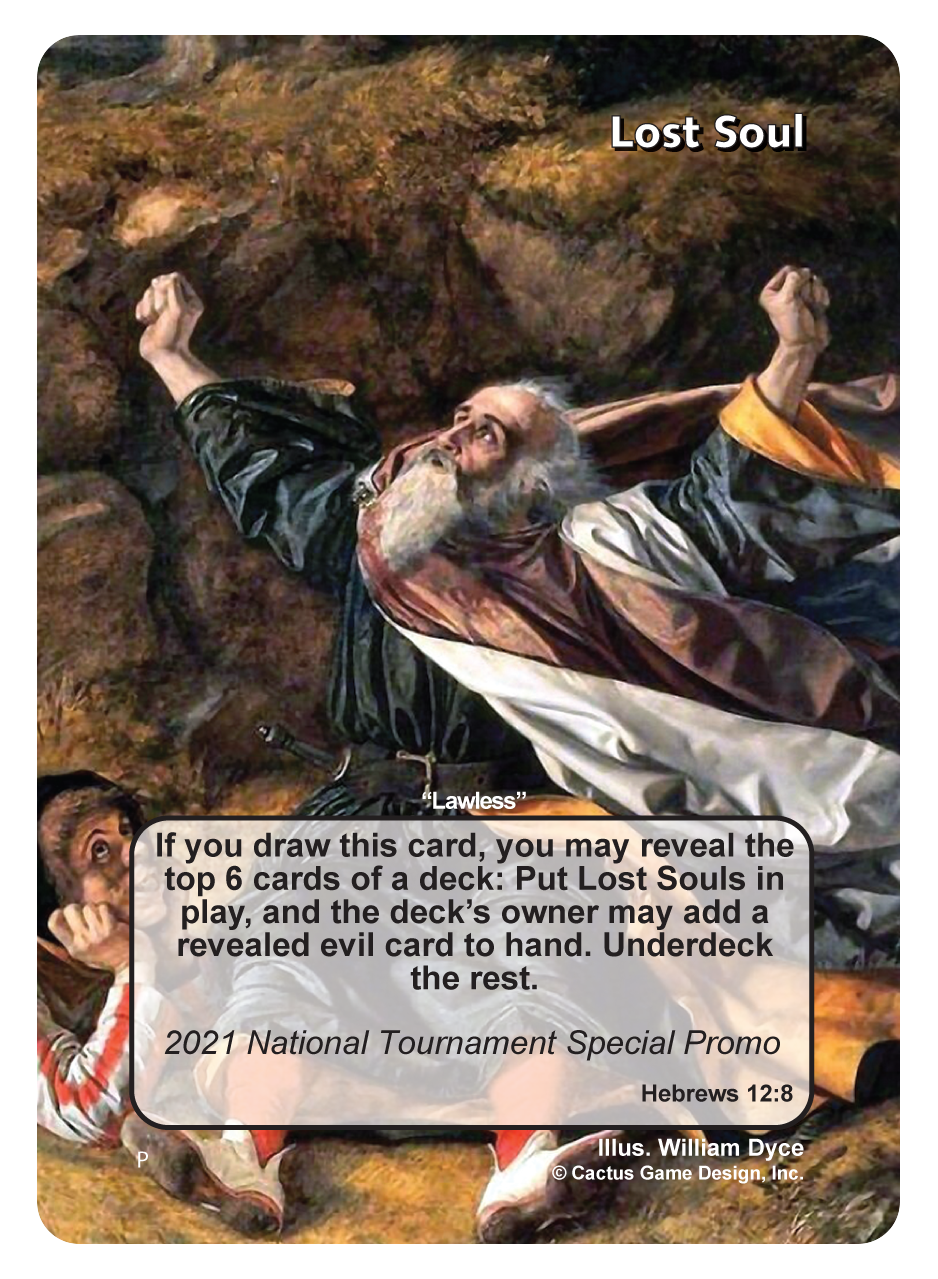 Lost Soul
“Lawless”
If you draw this card, you may reveal the
top 6 cards of a deck: Put Lost Souls in
play, and the deck’s owner may add a
revealed evil card to hand. Underdeck
the rest.
2021 National Tournament Special Promo
Hebrews 12:8
Illus. William Dyce
© Cactus Game Design, Inc.
P